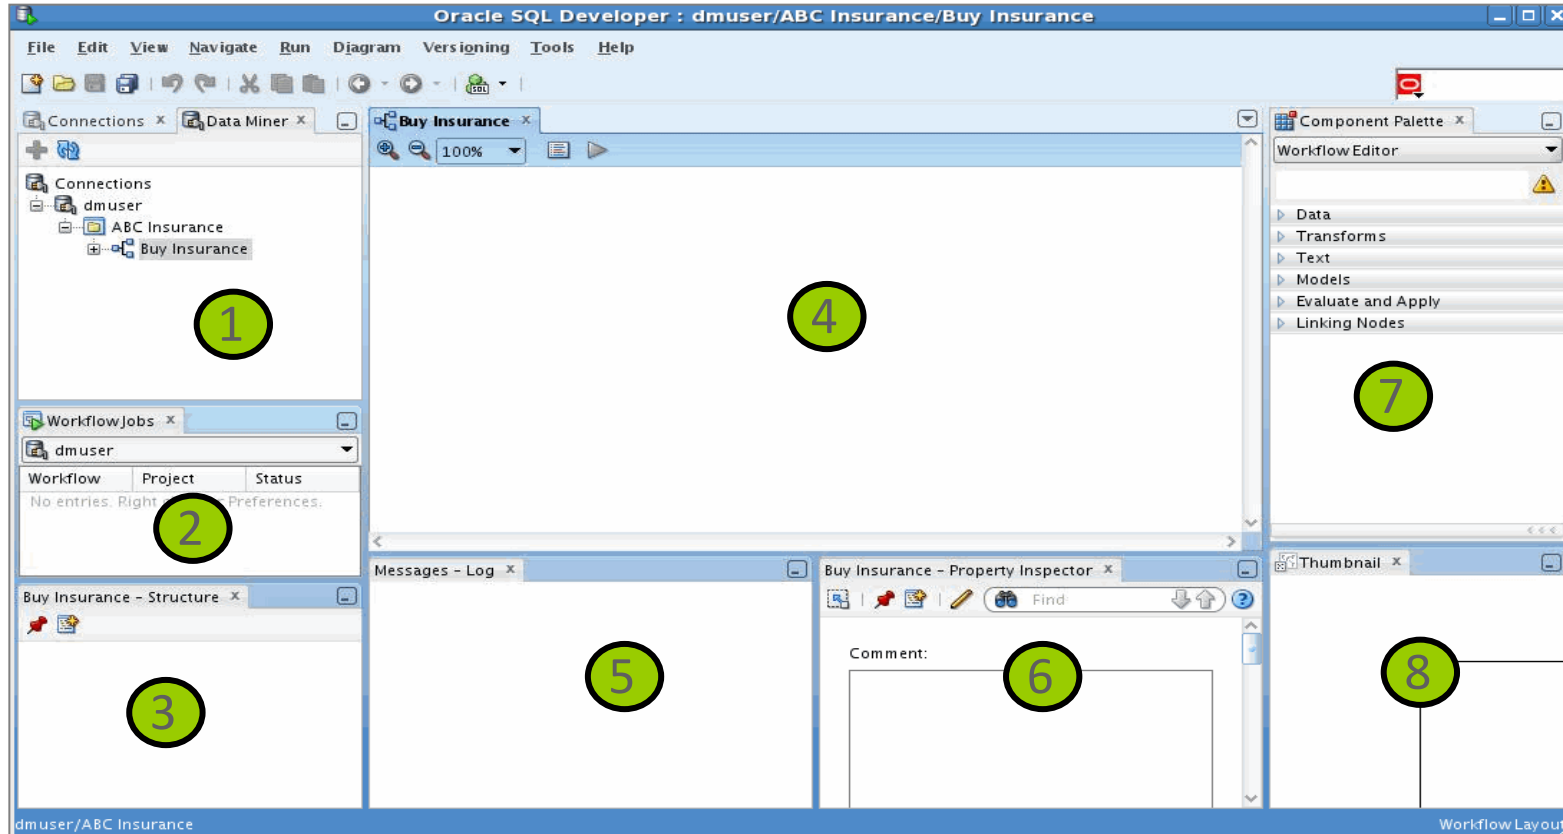 Oracle SQL Developer : dmuser/ABC Insurance/Buy Insurance
File Edit View Navigate Run Diagram Versioning Tools Help
SQL
Connections x Data Miner x
Connections
dmuser
ABC Insurance
Buy Insurance
1
Workflow Jobs x
dmuser
Workflow Project Status
No entries. Right Preferences.
2
Buy Insurance - Structure x
3
Buy Insurance x
100%
4
Messages - Log x
5
Buy Insurance - Property Inspector x
Find
Comment:
6
Component Palette x
Workflow Editor
Data
Transforms
Text
Models
Evaluate and Apply
Linking Nodes
7
Thumbnail x
8
dmuser/ABC Insurance
Workflow Layout